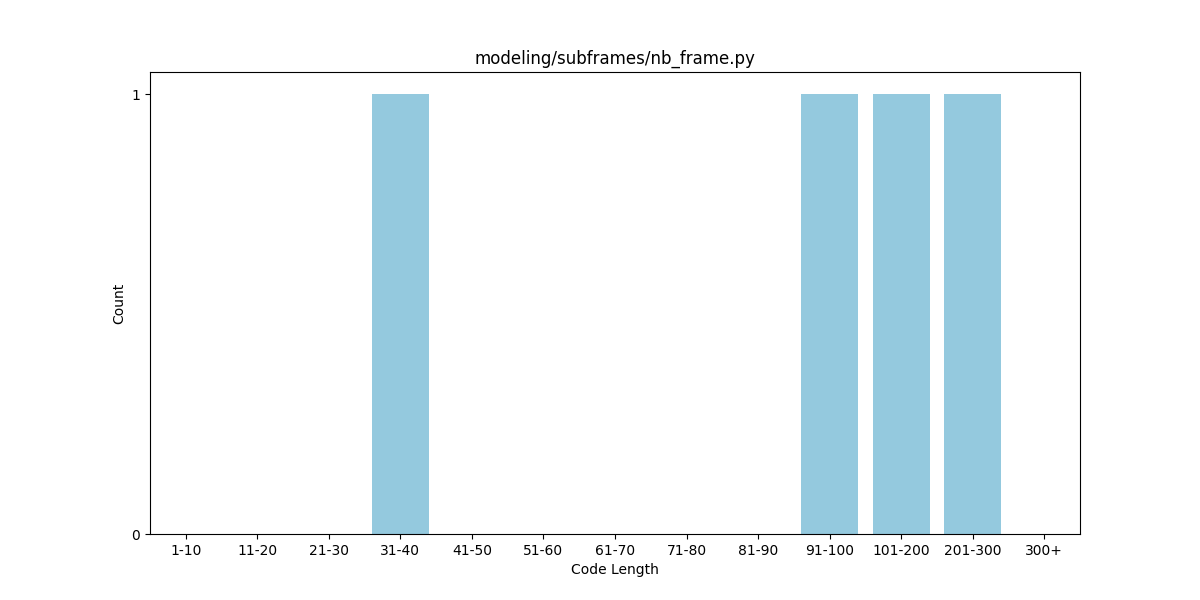 modeling/subframes/nb_frame.py
Count
1
0
1-10 11-20 21-30 31-40 41-50 51-60 61-70 71-80 81-90 91-100 101-200 201-300 300+
Code Length